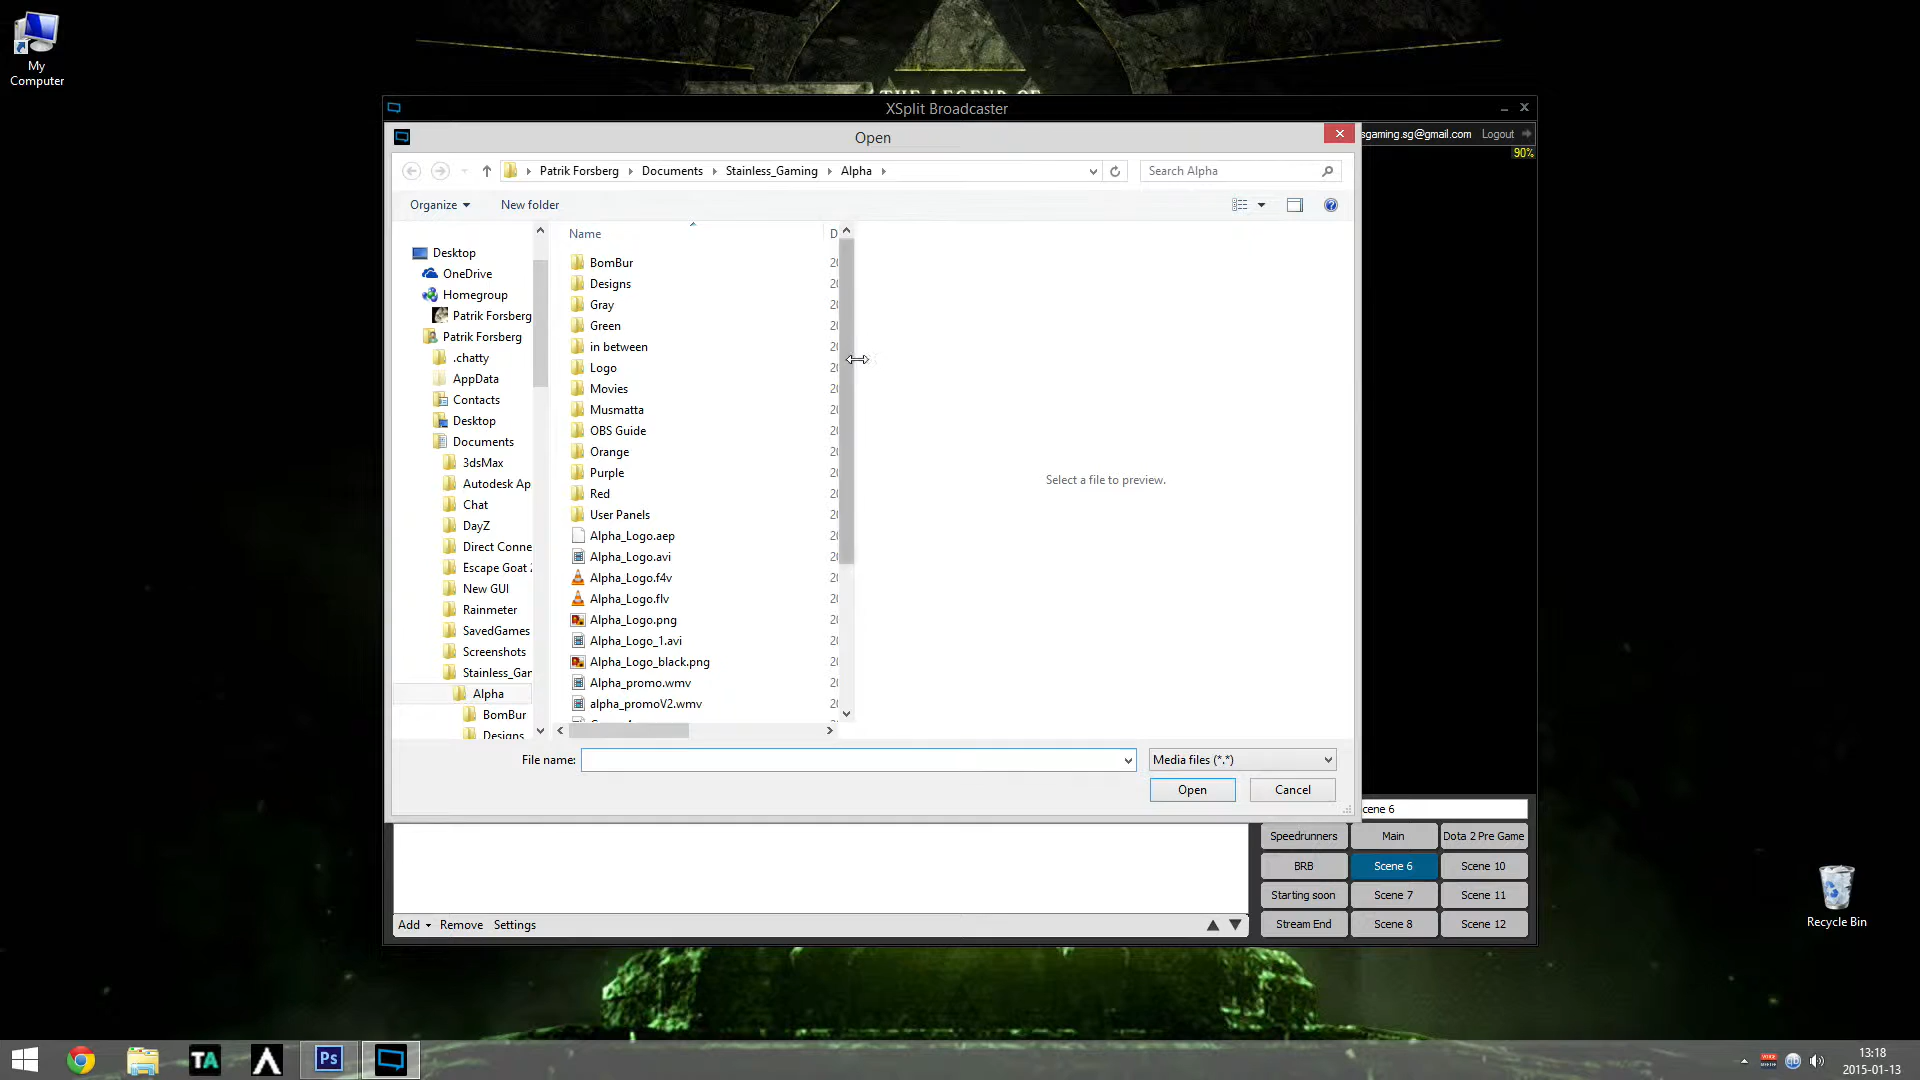 My
Computer
THE LEGEND OF
XSplit Broadcaster
Open
sgaming.sg@gmail.com Logout
90%
Patrik Forsberg Documents Stainless_Gaming Alpha
Search Alpha
Organize New folder
Name
D
Desktop
OneDrive
Homegroup
Patrik Forsberg
Patrik Forsberg
.chatty
AppData
Contacts
Desktop
Documents
3dsMax
Autodesk Ap
Chat
DayZ
Direct Conne
Escape Goat 2
New GUI
Rainmeter
SavedGames
Screenshots
Stainless_Gar
Alpha
BomBur
Designs
BomBur
Designs
Gray
Green
in between
Logo
Movies
Musmatta
OBS Guide
Orange
Purple
Red
User Panels
Alpha_Logo.aep
Alpha_Logo.avi
Alpha_Logo.f4v
Alpha_Logo.flv
Alpha_Logo.png
Alpha_Logo_1.avi
Alpha_Logo_black.png
Alpha_promo.wmv
alpha_promoV2.wmv
Select a file to preview.
File name:
Media files (*.*)
Open Cancel
cene 6
Speedrunners Main Dota 2 Pre Game
BRB Scene 6 Scene 10
Starting soon Scene 7 Scene 11
Stream End Scene 8 Scene 12
Add Remove Settings
Recycle Bin
TA
Ps
13:18
2015-01-13